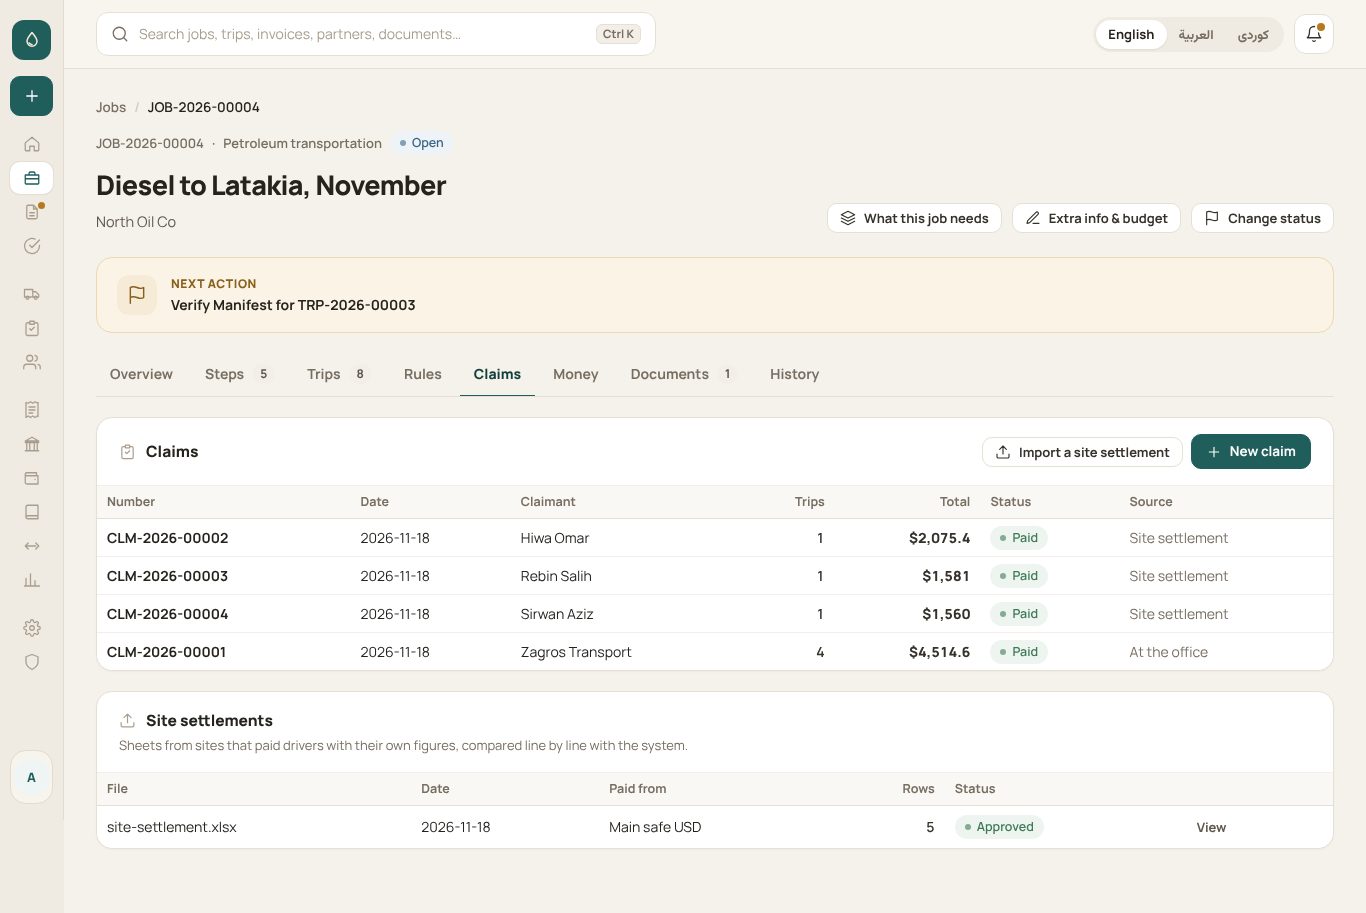 Search jobs, trips, invoices, partners, documents...
Ctrl K
English
العربية
كوردی
Jobs / JOB-2026-00004
JOB-2026-00004 · Petroleum transportation
Open
Diesel to Latakia, November
North Oil Co
What this job needs
Extra info & budget
Change status
NEXT ACTION
Verify Manifest for TRP-2026-00003
Overview
Steps 5
Trips 8
Rules
Claims
Money
Documents 1
History
Claims
Import a site settlement
+ New claim
Number Date Claimant Trips Total Status Source
CLM-2026-00002 2026-11-18 Hiwa Omar 1 $2,075.4 Paid Site settlement
CLM-2026-00003 2026-11-18 Rebin Salih 1 $1,581 Paid Site settlement
CLM-2026-00004 2026-11-18 Sirwan Aziz 1 $1,560 Paid Site settlement
CLM-2026-00001 2026-11-18 Zagros Transport 4 $4,514.6 Paid At the office
Site settlements
Sheets from sites that paid drivers with their own figures, compared line by line with the system.
File Date Paid from Rows Status
site-settlement.xlsx 2026-11-18 Main safe USD 5 Approved View
A